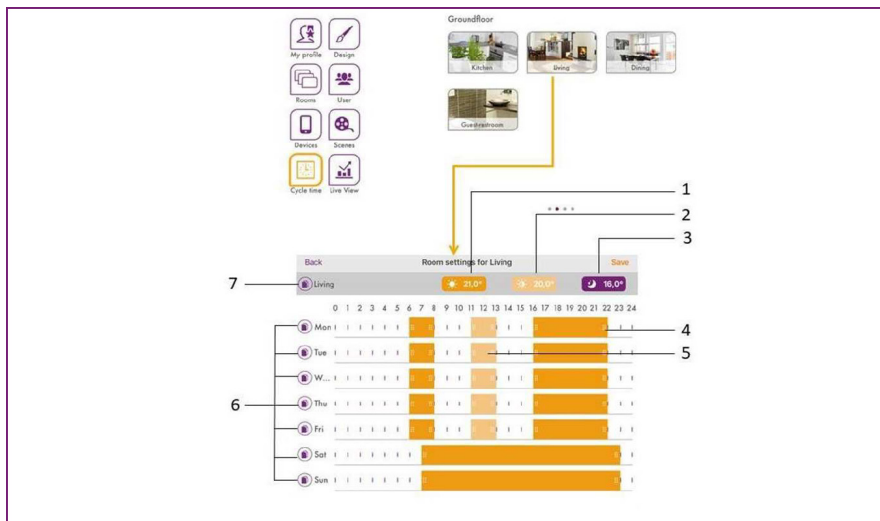 Groundfloor
My profile Design
Kitchen Living Dining
Rooms User
Guestrestroom
Devices Scenes
Cycle time Live View
1
2
3
Back Room settings for Living Save
7 Living 21,0° 20,0° 16,0°
0 1 2 3 4 5 6 7 8 9 10 11 12 13 14 15 16 17 18 19 20 21 22 23 24
Mon 4
Tue 5
W...
6 Thu
Fri
Sat
Sun